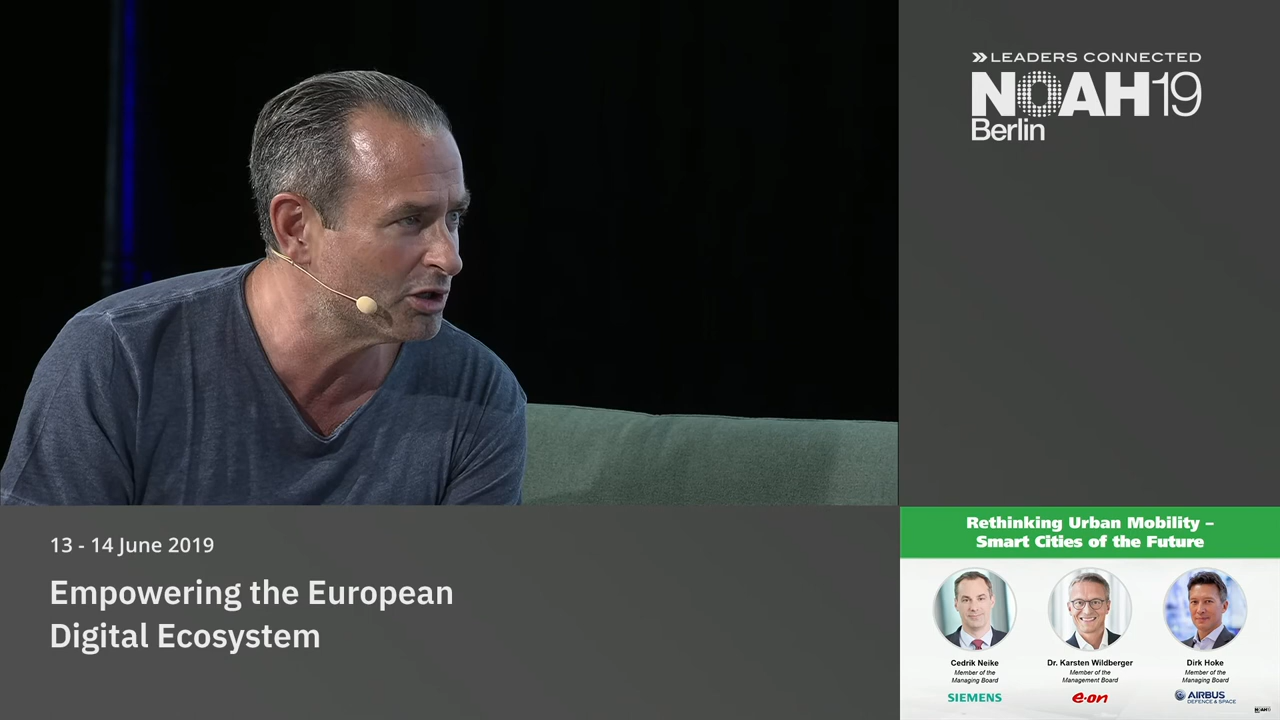 LEADERS CONNECTED
NOAH19
Berlin
13 - 14 June 2019
Empowering the European
Digital Ecosystem
Rethinking Urban Mobility –
Smart Cities of the Future
Cedrik Neike
Member of the
Managing Board
SIEMENS
Dr. Karsten Wildberger
Member of the
Management Board
e·on
Dirk Hoke
Member of the
Managing Board
AIRBUS
DEFENCE & SPACE
NOAH19